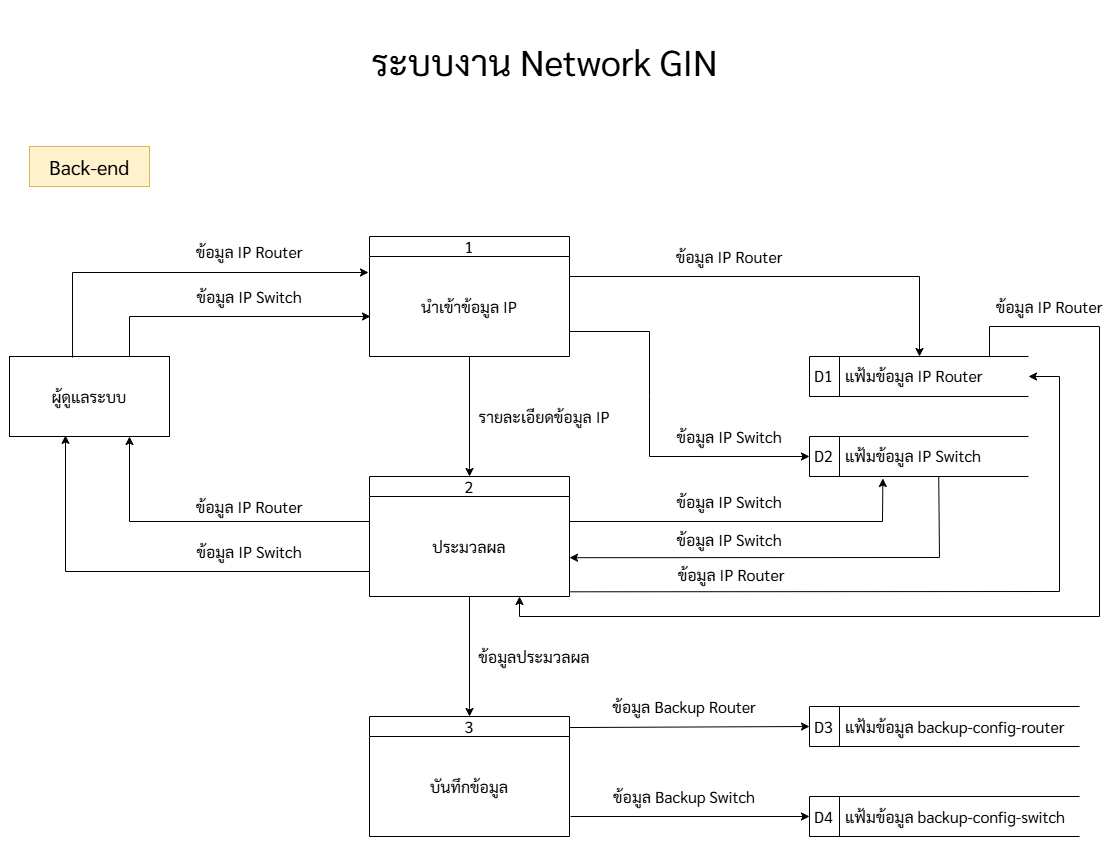 ระบบงาน Network GIN
Back-end
1
ข้อมูล IP Router
ข้อมูล IP Router
ข้อมูล IP Switch
นำเข้าข้อมูล IP
ข้อมูล IP Router
D1
แฟ้มข้อมูล IP Router
ผู้ดูแลระบบ
รายละเอียดข้อมูล IP
ข้อมูล IP Switch
D2
แฟ้มข้อมูล IP Switch
2
ข้อมูล IP Router
ข้อมูล IP Switch
ประมวลผล
ข้อมูล IP Switch
ข้อมูล IP Switch
ข้อมูล IP Router
ข้อมูลประมวลผล
3
ข้อมูล Backup Router
D3
แฟ้มข้อมูล backup-config-router
บันทึกข้อมูล
ข้อมูล Backup Switch
D4
แฟ้มข้อมูล backup-config-switch